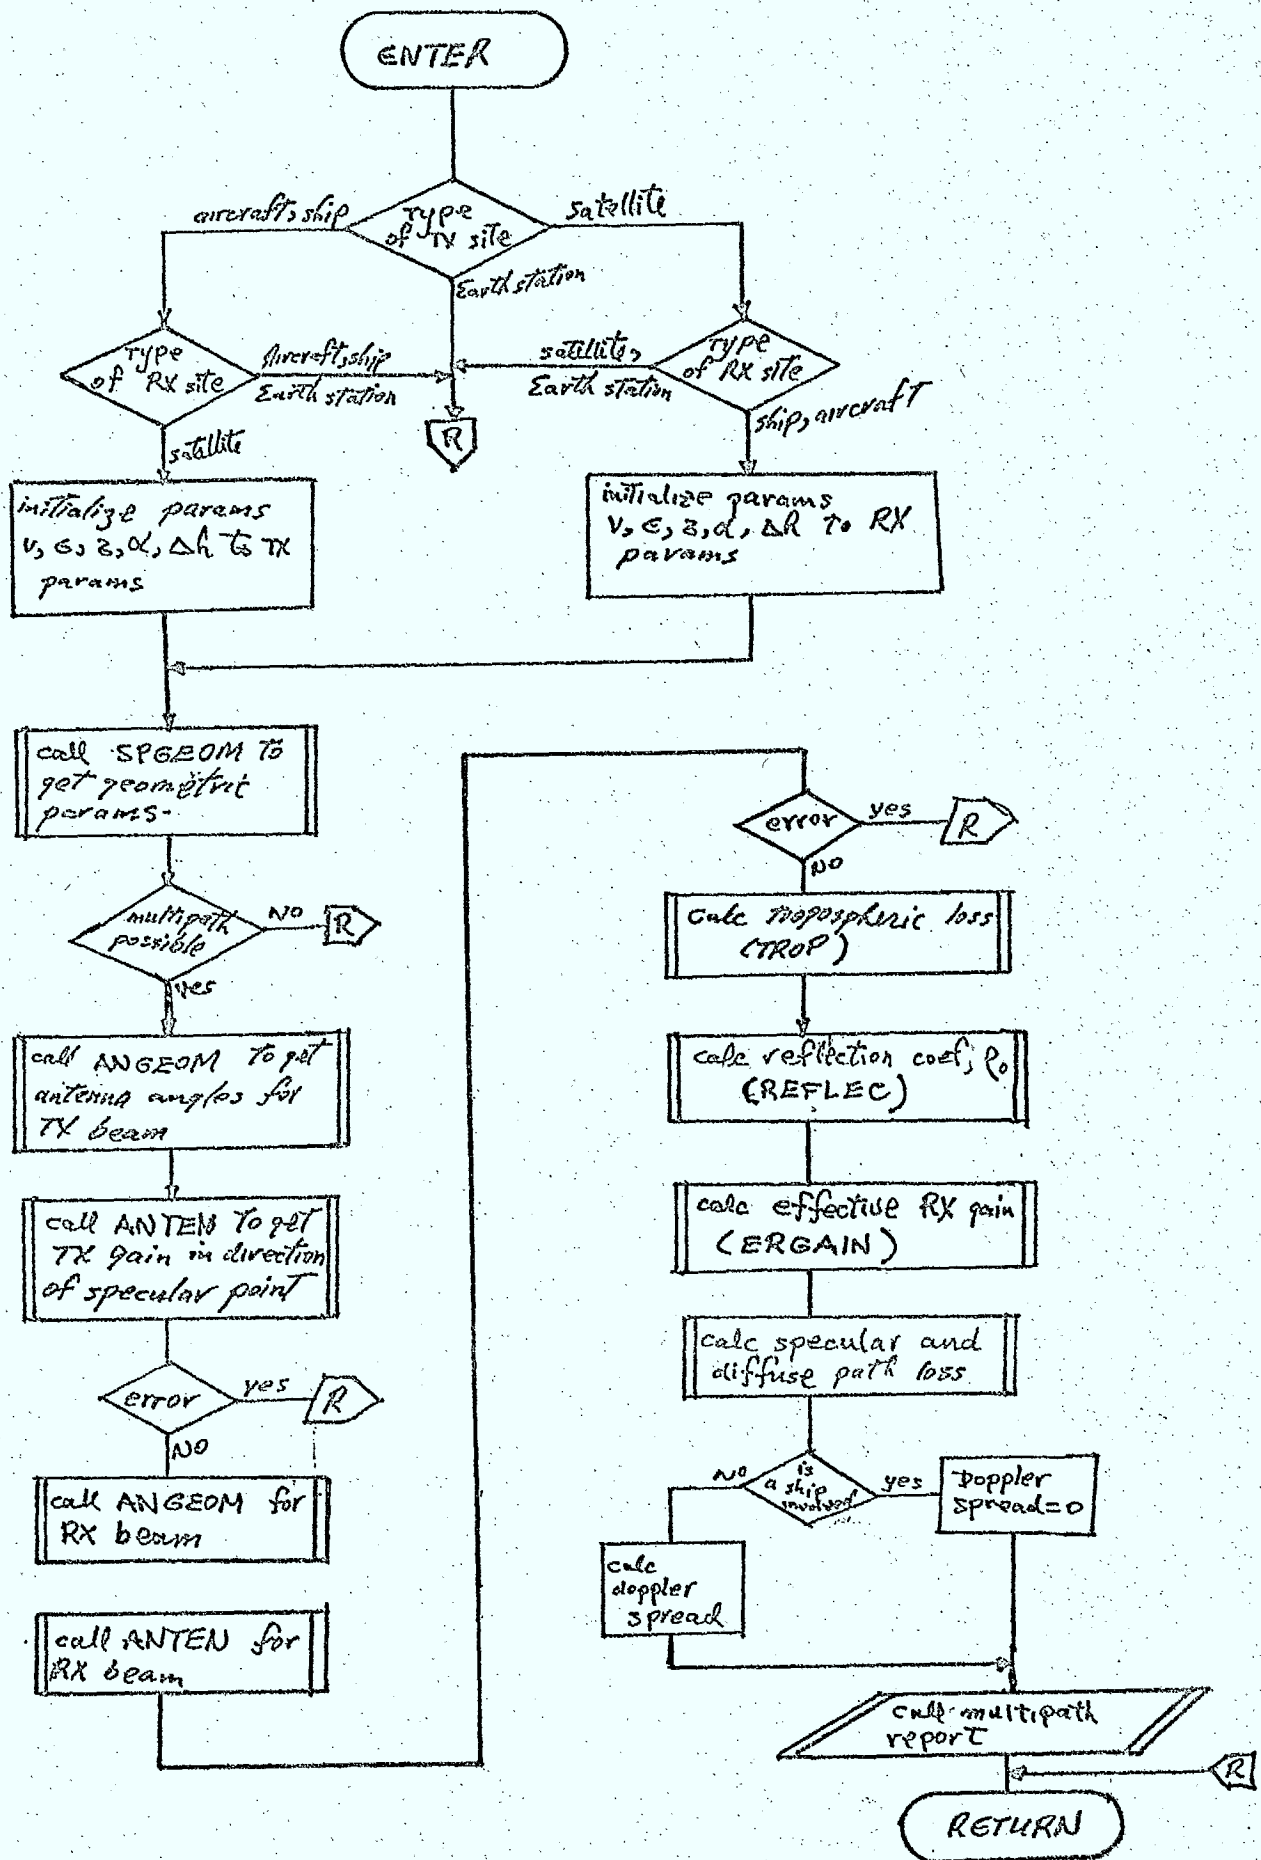 ENTER
Type
of TX site
aircraft, ship
satellite
Earth station
Type
of RX site
Aircraft, ship
Earth station
satellite
satellite,
Earth station
Type
of RX site
ship, aircraft
R
initialize params
Δh to TX
params
initialize params
Δh to RX
params
call SPGEOM to
get geometric
params
multipath
possible
NO
R
yes
call ANGEOM to get
antenna angles for
TX beam
call ANTEN to get
TX gain in direction
of specular point
error
yes
R
NO
call ANGEOM for
RX beam
call ANTEN for
RX beam
error
yes
R
NO
calc tropospheric loss
(TROP)
calc reflection coef, ρ₀
(REFLEC)
calc effective RX gain
(ERGAIN)
calc specular and
diffuse path loss
is
a ship
involved
NO
yes
Doppler
spread=0
calc
doppler
spread
call multipath
report
R
RETURN